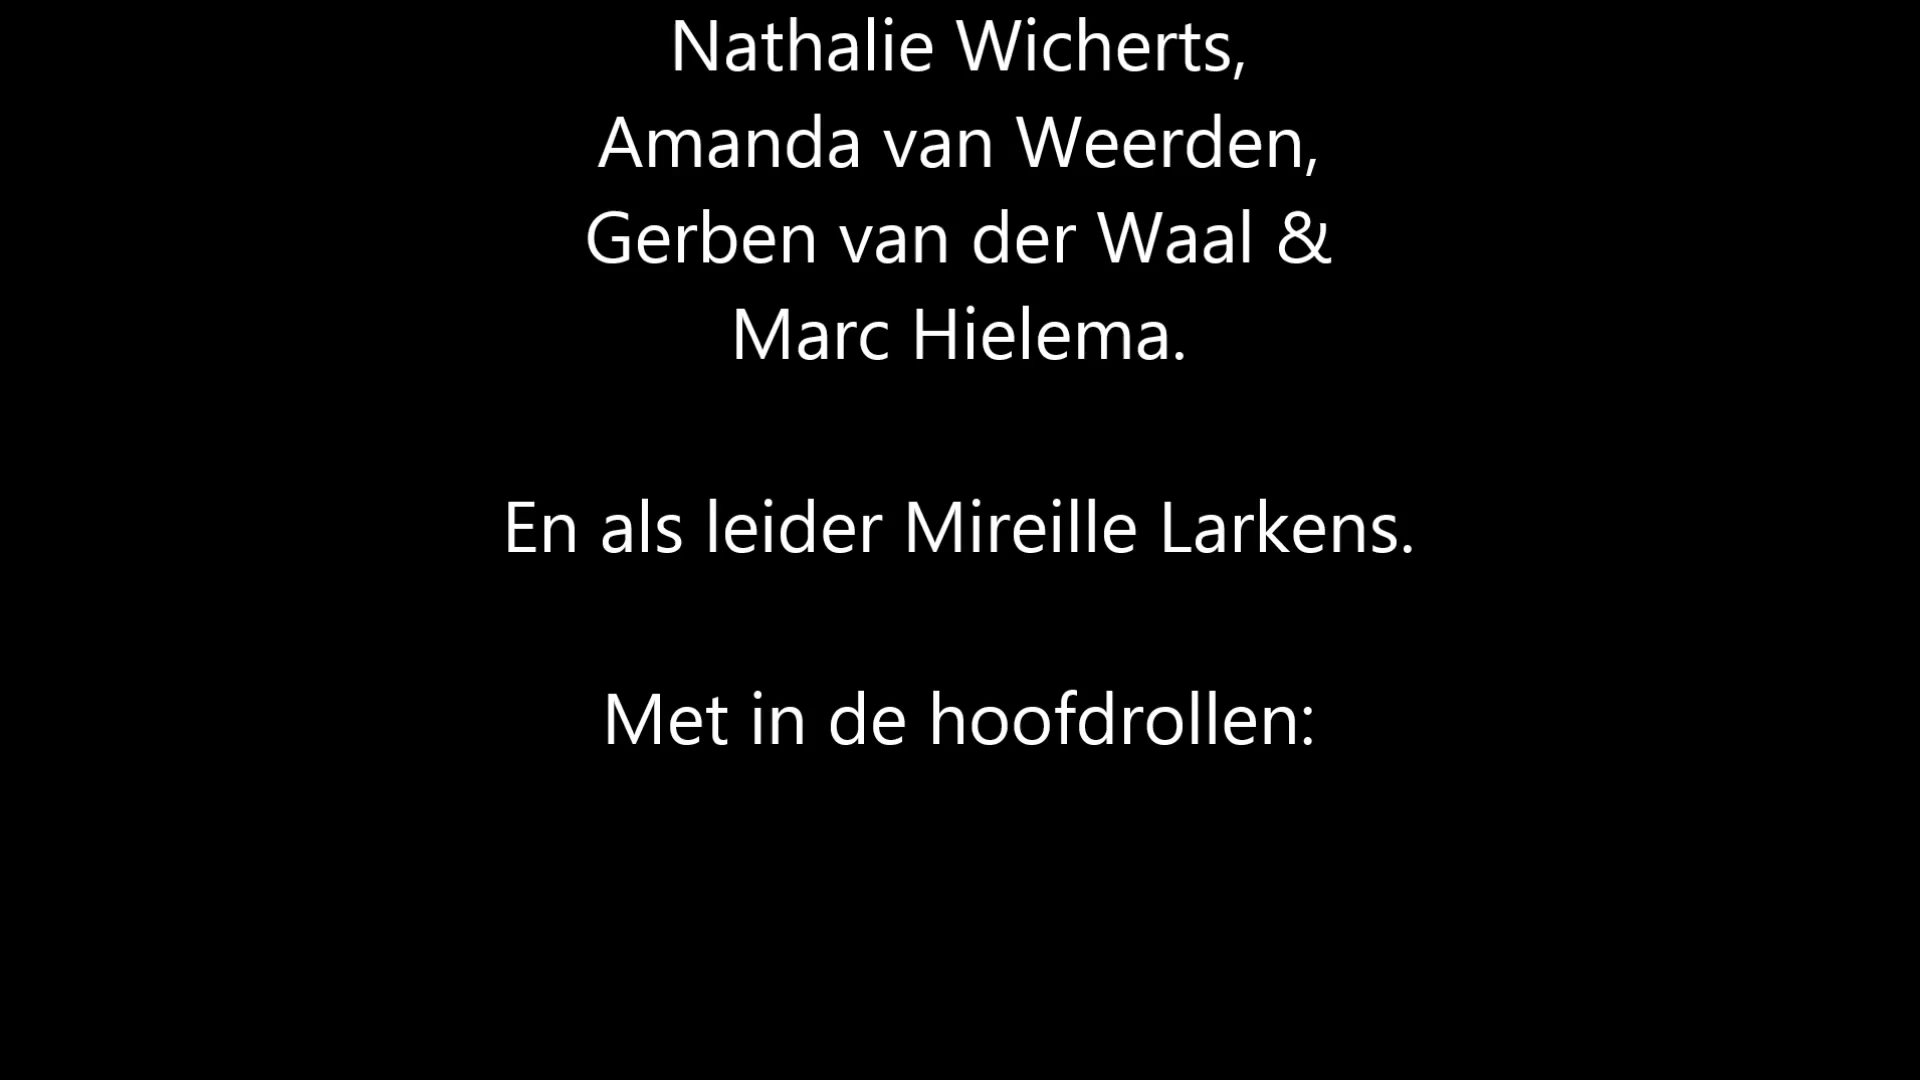 Nathalie Wicherts,
Amanda van Weerden,
Gerben van der Waal &
Marc Hielema.
En als leider Mireille Larkens.
Met in de hoofdrollen: